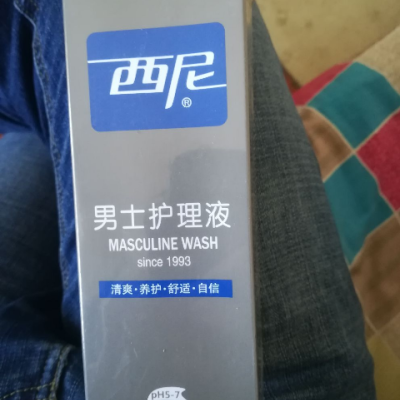 西尼®
男士护理液
MASCULINE WASH
since 1993
清爽·养护·舒适·自信
pH5-7